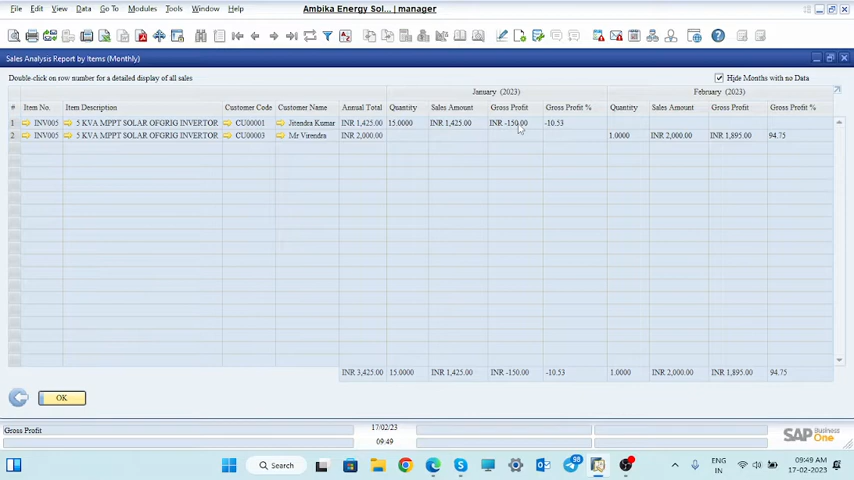 File Edit View Data Go To Modules Tools Window Help Ambika Energy Sol... | manager
Sales Analysis Report by Items (Monthly)
Double-click on row number for a detailed display of all sales Hide Months with no Data
January (2023) February (2023)
# Item No. Item Description Customer Code Customer Name Annual Total Quantity Sales Amount Gross Profit Gross Profit % Quantity Sales Amount Gross Profit Gross Profit %
1 INV005 5 KVA MPPT SOLAR OFGRIG INVERTOR CU00001 Jitendra Kumar INR 1,425.00 15.0000 INR 1,425.00 INR -150.00 -10.53
2 INV005 5 KVA MPPT SOLAR OFGRIG INVERTOR CU00003 Mr Virendra INR 2,000.00 1.0000 INR 2,000.00 INR 1,895.00 94.75
INR 3,425.00 15.0000 INR 1,425.00 INR -150.00 -10.53 1.0000 INR 2,000.00 INR 1,895.00 94.75
OK
Gross Profit 17/02/23
09:49
SAP Business One
Search 98 ENG IN 09:49 AM
17-02-2023